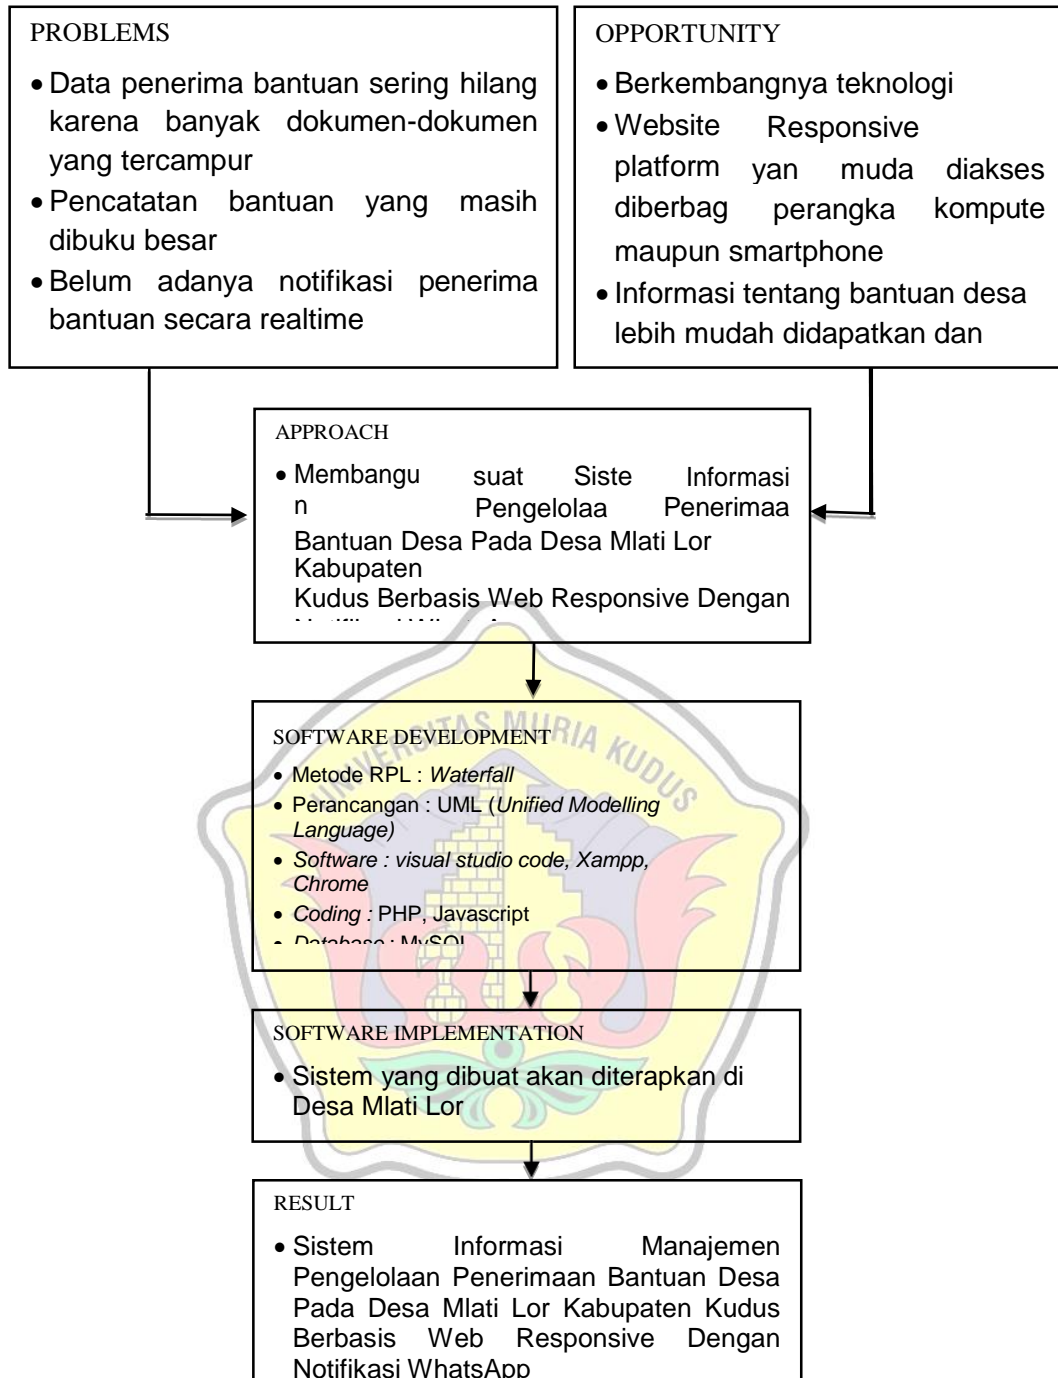 PROBLEMS
• Data penerima bantuan sering hilang
karena banyak dokumen-dokumen
yang tercampur
• Pencatatan bantuan yang masih
dibuku besar
• Belum adanya notifikasi penerima
bantuan secara realtime
OPPORTUNITY
• Berkembangnya teknologi
• Website Responsive
platform yan muda diakses
diberbag perangka kompute
maupun smartphone
• Informasi tentang bantuan desa
lebih mudah didapatkan dan
APPROACH
• Membangu suat Siste Informasi
n Pengelolaa Penerimaa
Bantuan Desa Pada Desa Mlati Lor
Kabupaten
Kudus Berbasis Web Responsive Dengan
UNIVERSITAS MURIA KUDUS
SOFTWARE DEVELOPMENT
• Metode RPL : Waterfall
• Perancangan : UML (Unified Modelling
Language)
• Software : visual studio code, Xampp,
Chrome
• Coding : PHP, Javascript
• Database : MySQL
SOFTWARE IMPLEMENTATION
• Sistem yang dibuat akan diterapkan di
Desa Mlati Lor
RESULT
• Sistem Informasi Manajemen
Pengelolaan Penerimaan Bantuan Desa
Pada Desa Mlati Lor Kabupaten Kudus
Berbasis Web Responsive Dengan
Notifikasi WhatsApp